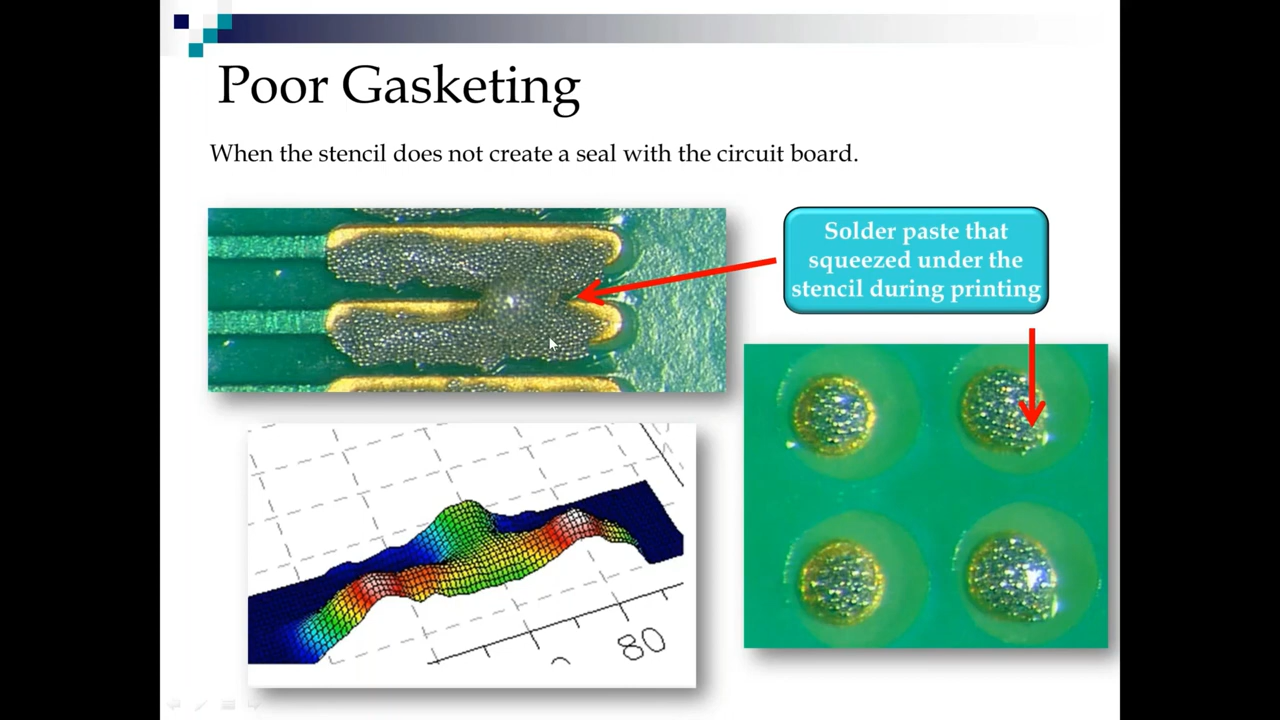 Poor Gasketing
When the stencil does not create a seal with the circuit board.
Solder paste that
squeezed under the
stencil during printing
80